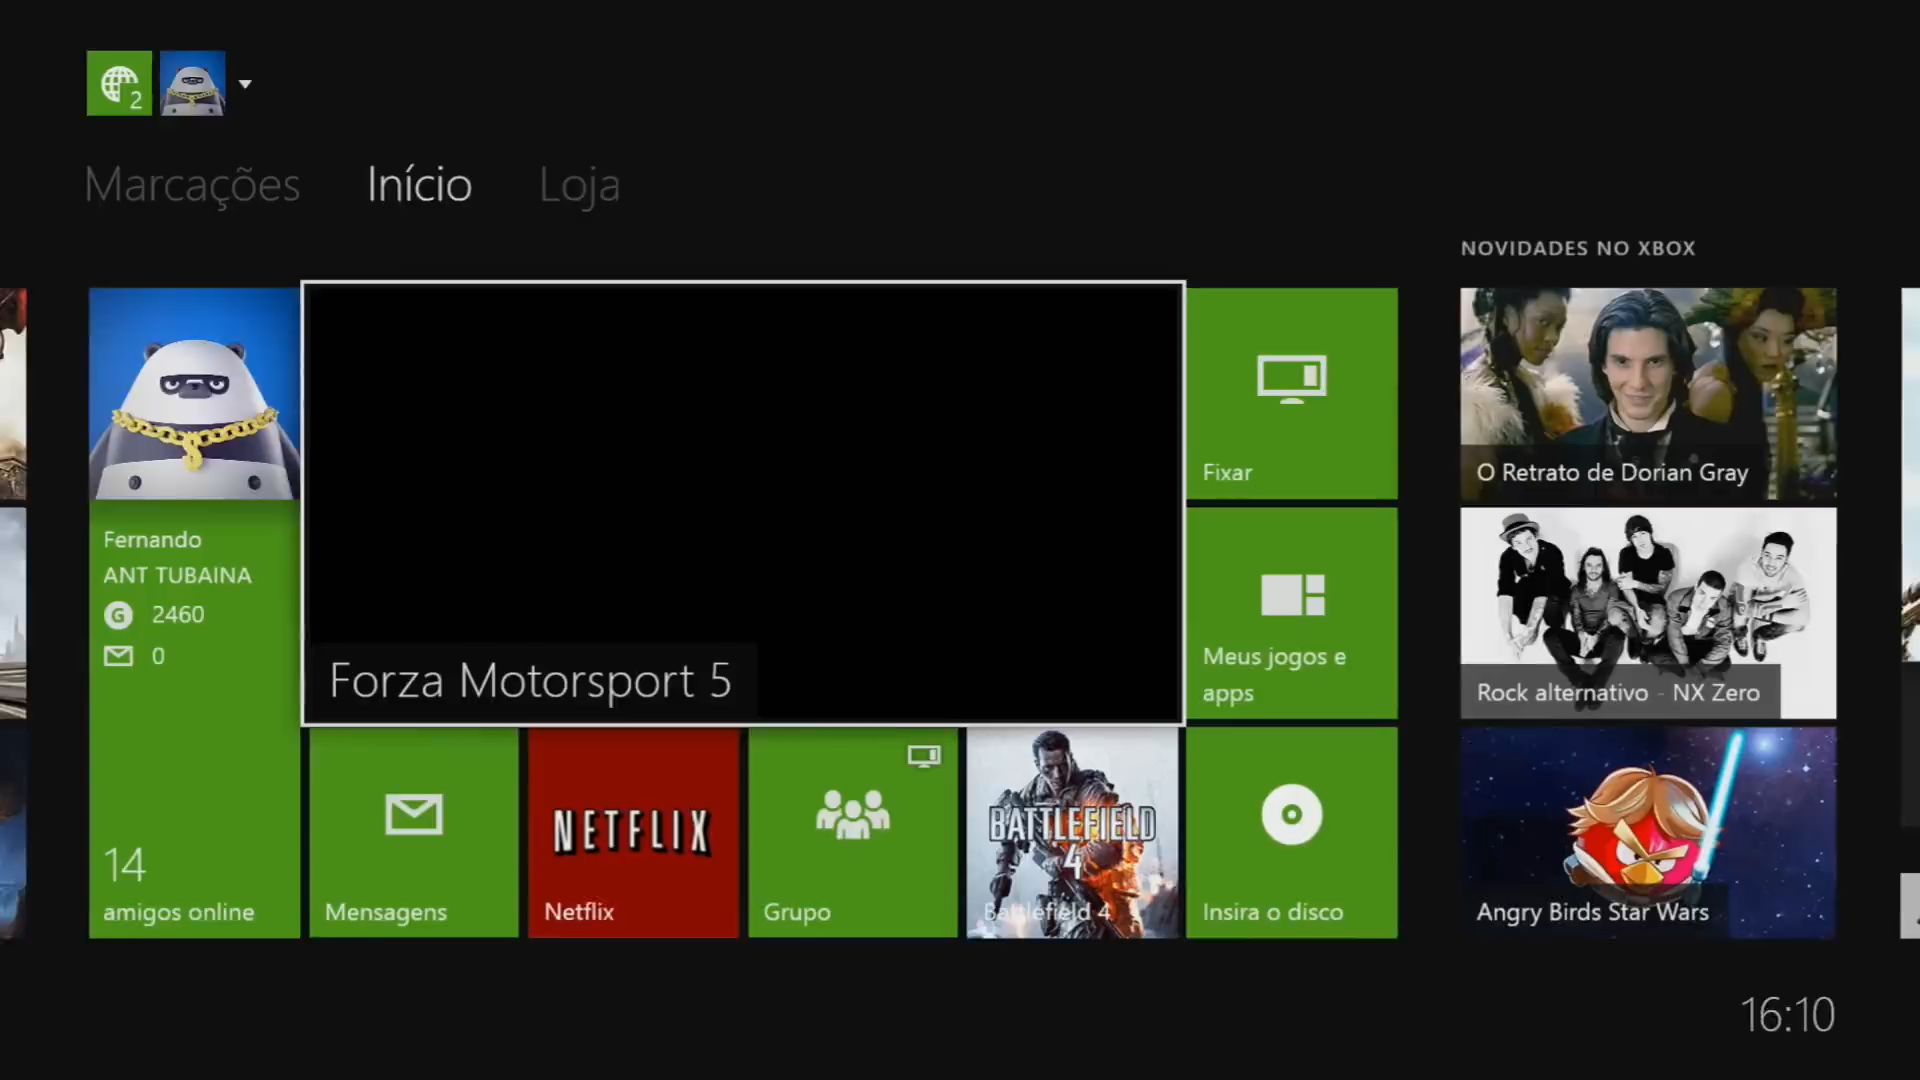 2
Marcações
Início
Loja
NOVIDADES NO XBOX
Fernando
ANT TUBAINA
G 2460
0
14
amigos online
Forza Motorsport 5
Fixar
Meus jogos e
apps
Mensagens
NETFLIX
Netflix
Grupo
BATTLEFIELD
4
Battlefield 4
Insira o disco
O Retrato de Dorian Gray
Rock alternativo - NX Zero
Angry Birds Star Wars
16:10